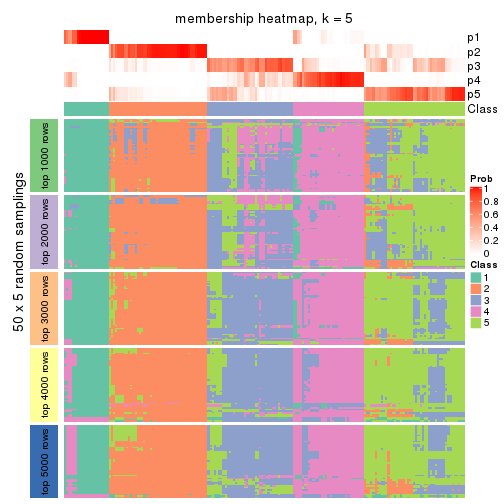 membership heatmap, k = 5
p1
p2
p3
p4
p5
Class
50 x 5 random samplings
top 1000 rows
top 2000 rows
top 3000 rows
top 4000 rows
top 5000 rows
Prob
1
0.8
0.6
0.4
0.2
0
Class
1
2
3
4
5